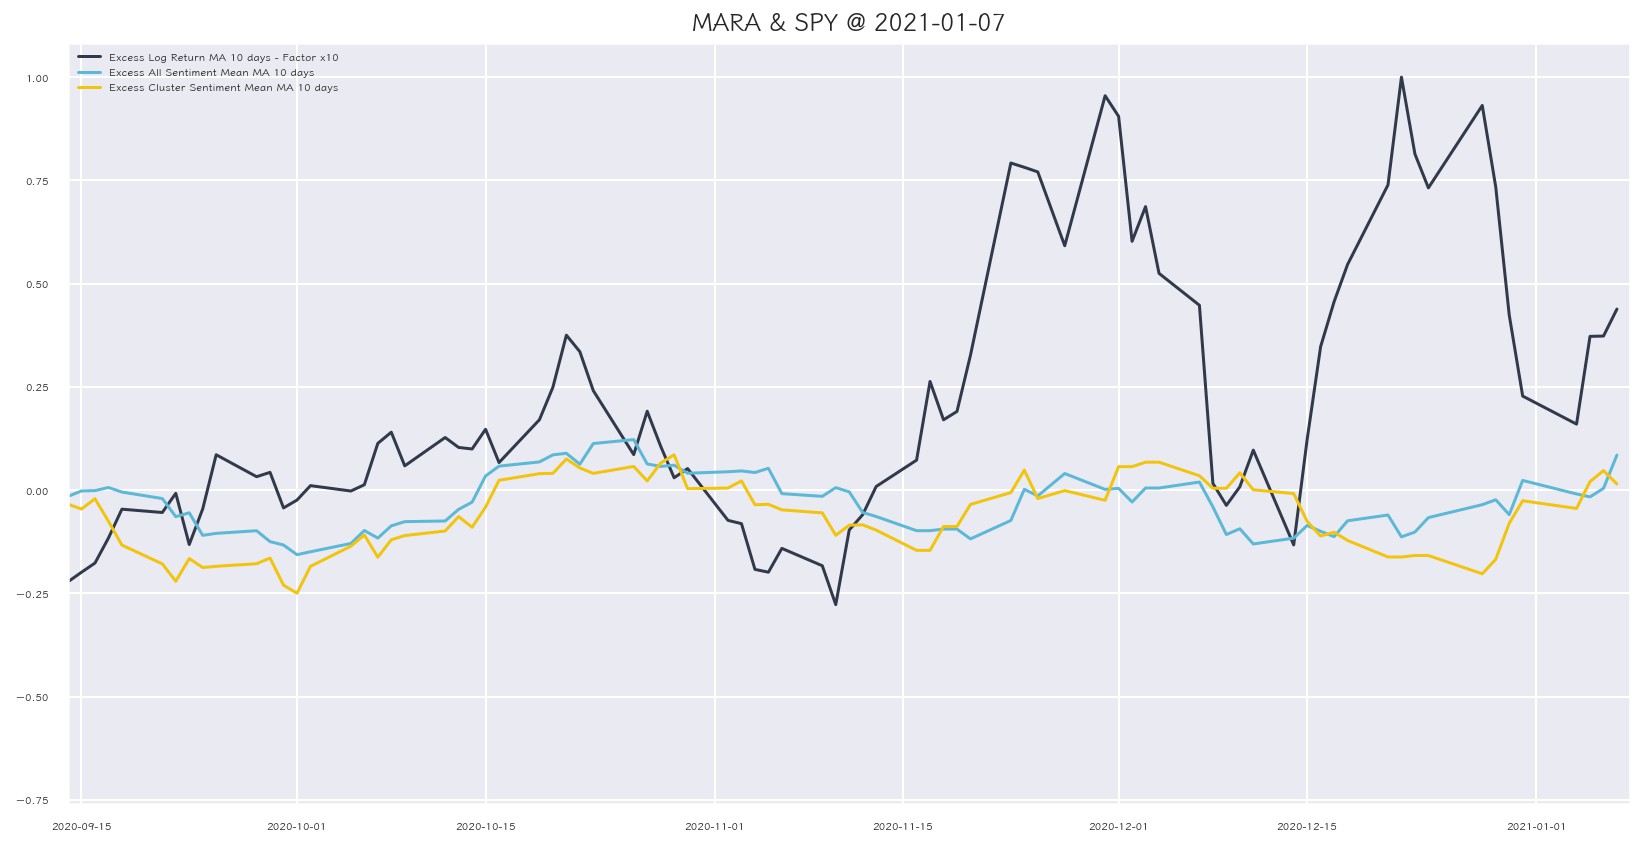 MARA & SPY @ 2021-01-07
Excess Log Return MA 10 days - Factor x10
Excess All Sentiment Mean MA 10 days
Excess Cluster Sentiment Mean MA 10 days
1.00
0.75
0.50
0.25
0.00
−0.25
−0.50
−0.75
2020-09-15 2020-10-01 2020-10-15 2020-11-01 2020-11-15 2020-12-01 2020-12-15 2021-01-01